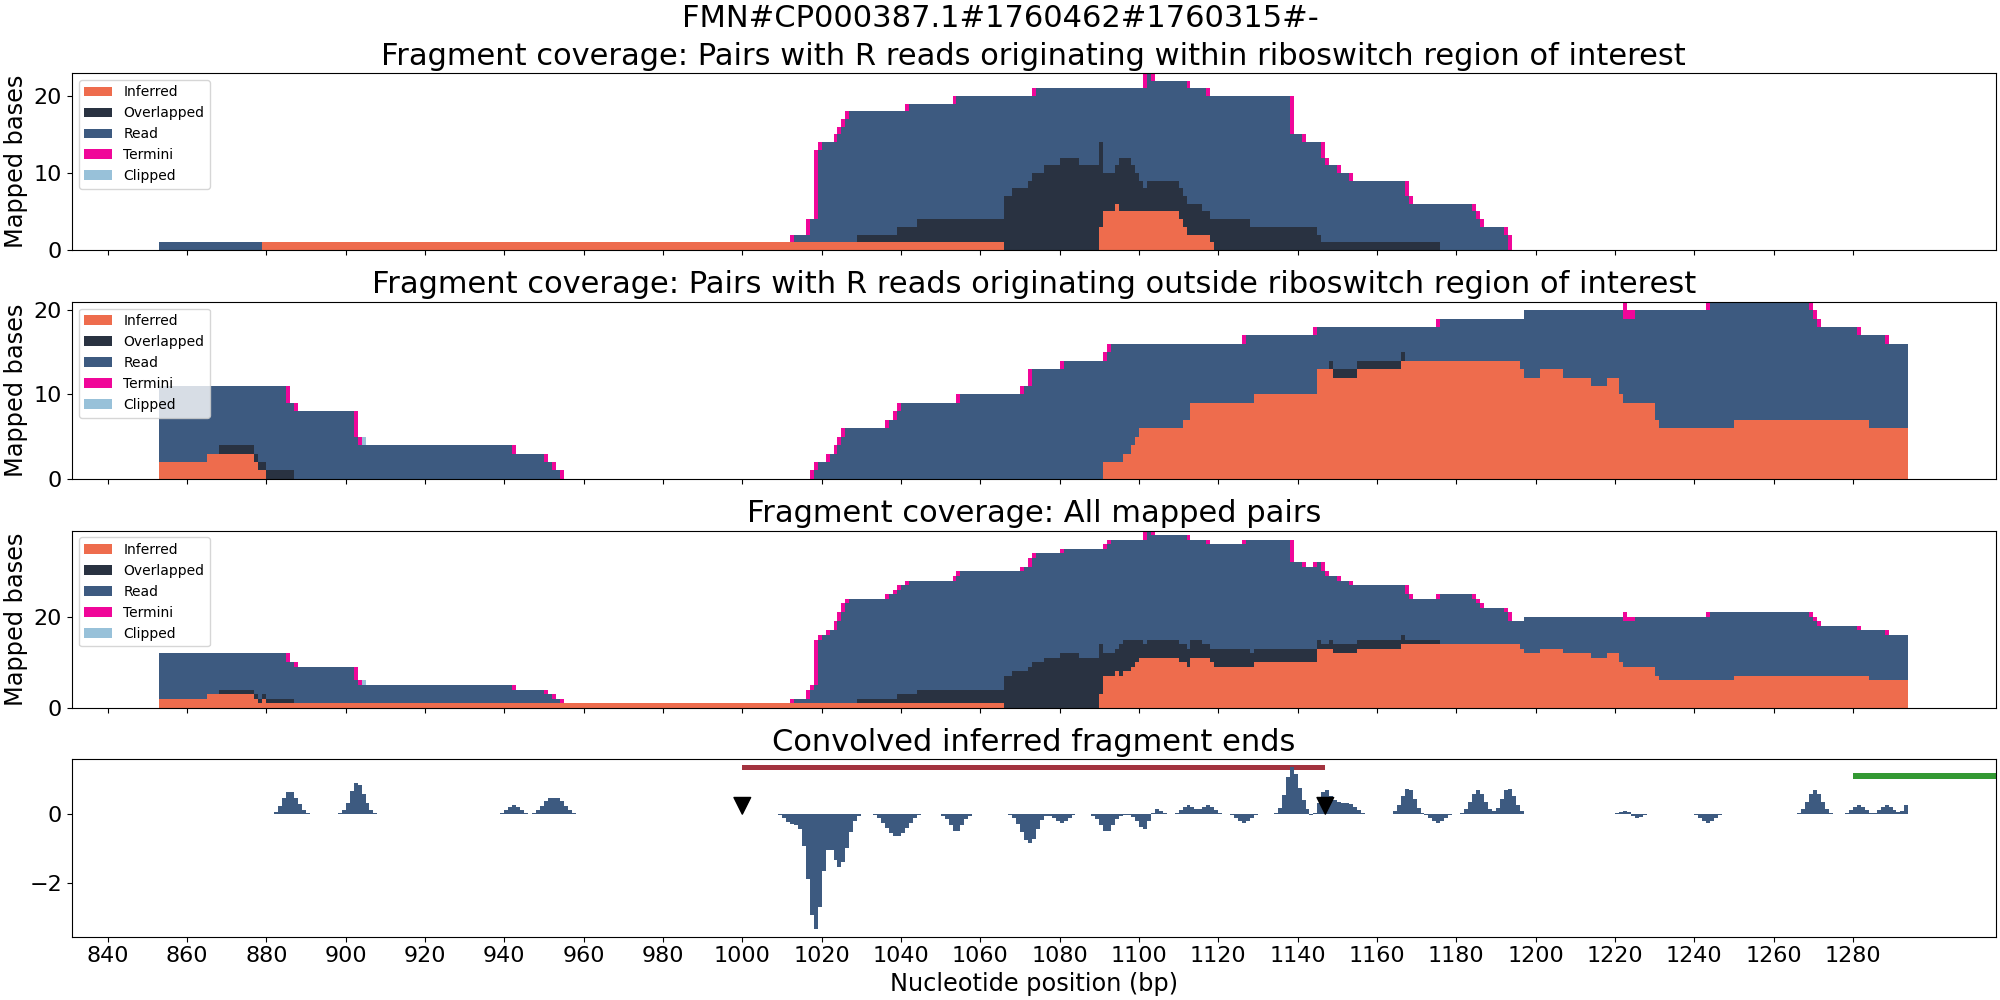 FMN#CP000387.1#1760462#1760315#-
Fragment coverage: Pairs with R reads originating within riboswitch region of interest
Mapped bases
20
10
0
Inferred
Overlapped
Read
Termini
Clipped
Fragment coverage: Pairs with R reads originating outside riboswitch region of interest
Mapped bases
20
10
0
Inferred
Overlapped
Read
Termini
Clipped
Fragment coverage: All mapped pairs
Mapped bases
20
0
Inferred
Overlapped
Read
Termini
Clipped
Convolved inferred fragment ends
0
−2
840 860 880 900 920 940 960 980 1000 1020 1040 1060 1080 1100 1120 1140 1160 1180 1200 1220 1240 1260 1280
Nucleotide position (bp)